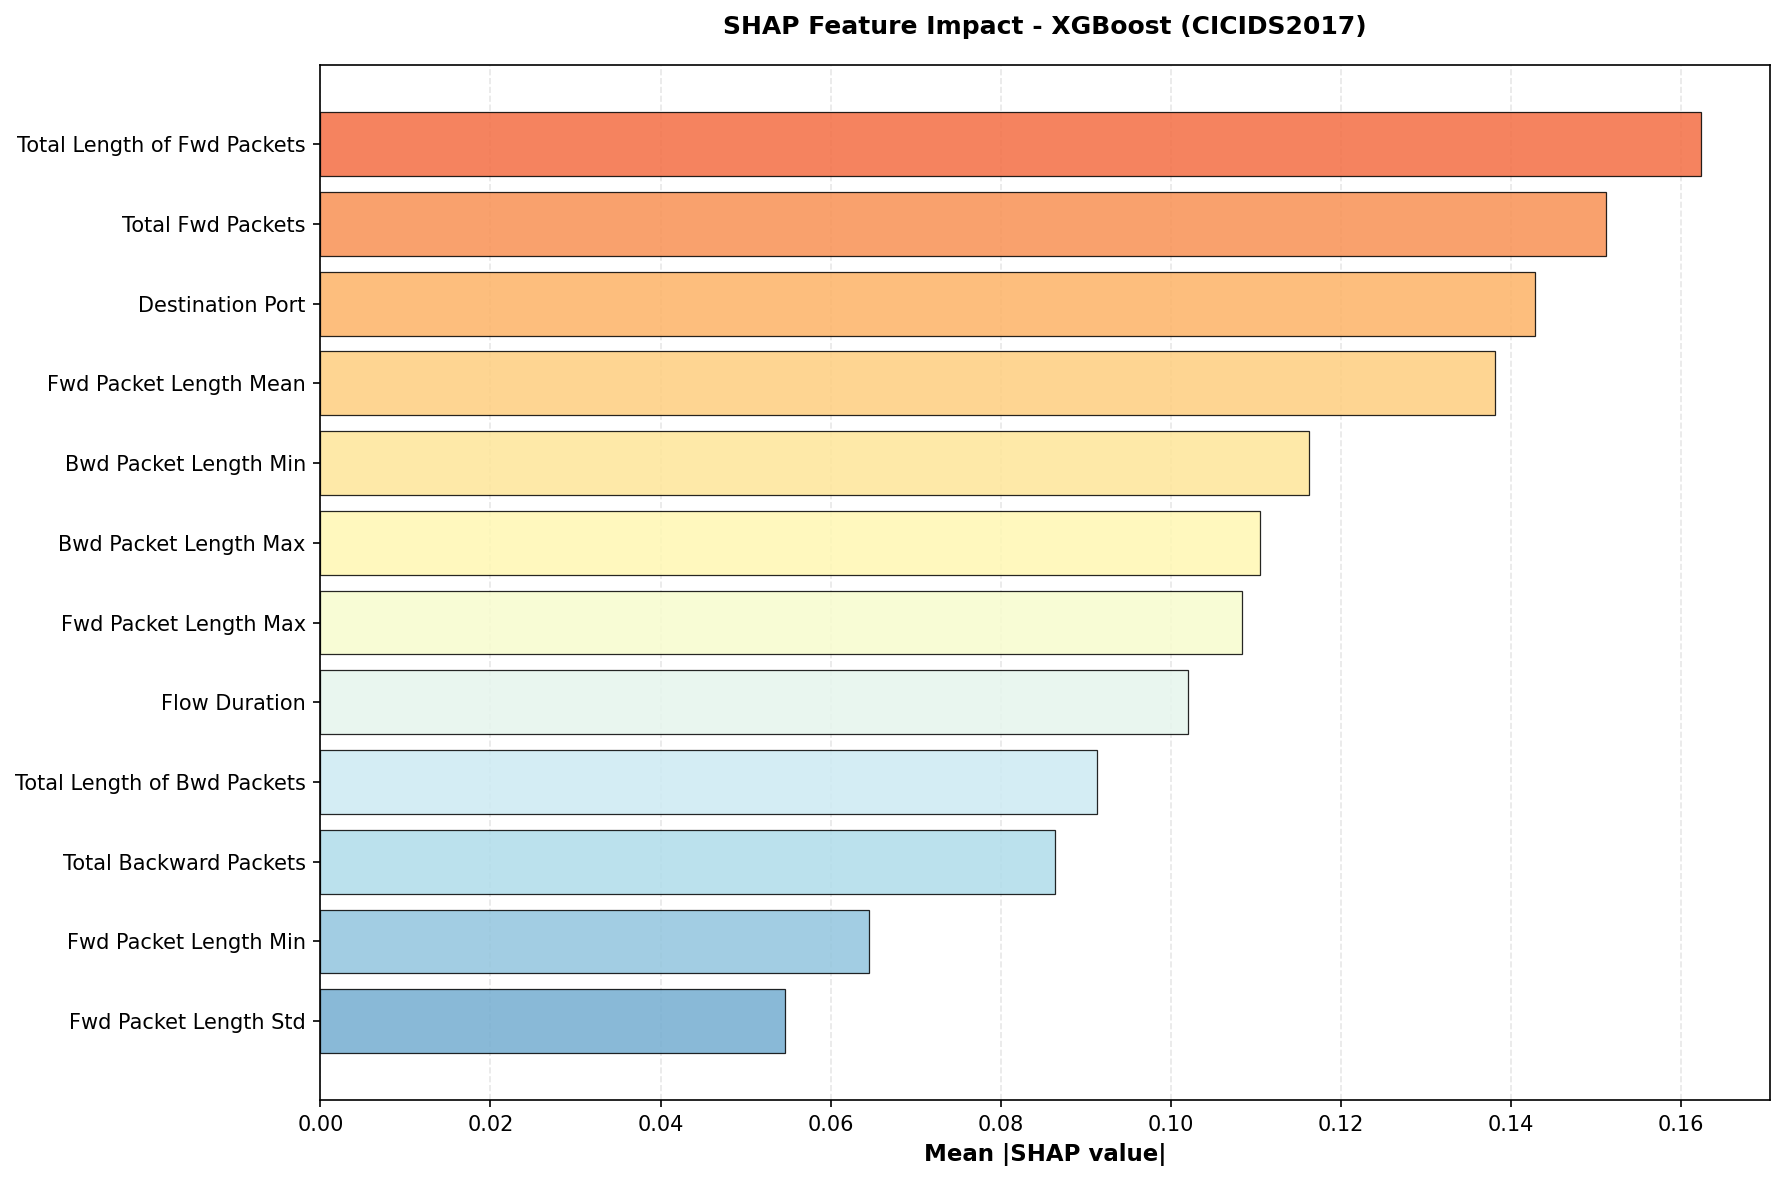 SHAP Feature Impact - XGBoost (CICIDS2017)
Total Length of Fwd Packets
Total Fwd Packets
Destination Port
Fwd Packet Length Mean
Bwd Packet Length Min
Bwd Packet Length Max
Fwd Packet Length Max
Flow Duration
Total Length of Bwd Packets
Total Backward Packets
Fwd Packet Length Min
Fwd Packet Length Std
0.00 0.02 0.04 0.06 0.08 0.10 0.12 0.14 0.16
Mean |SHAP value|